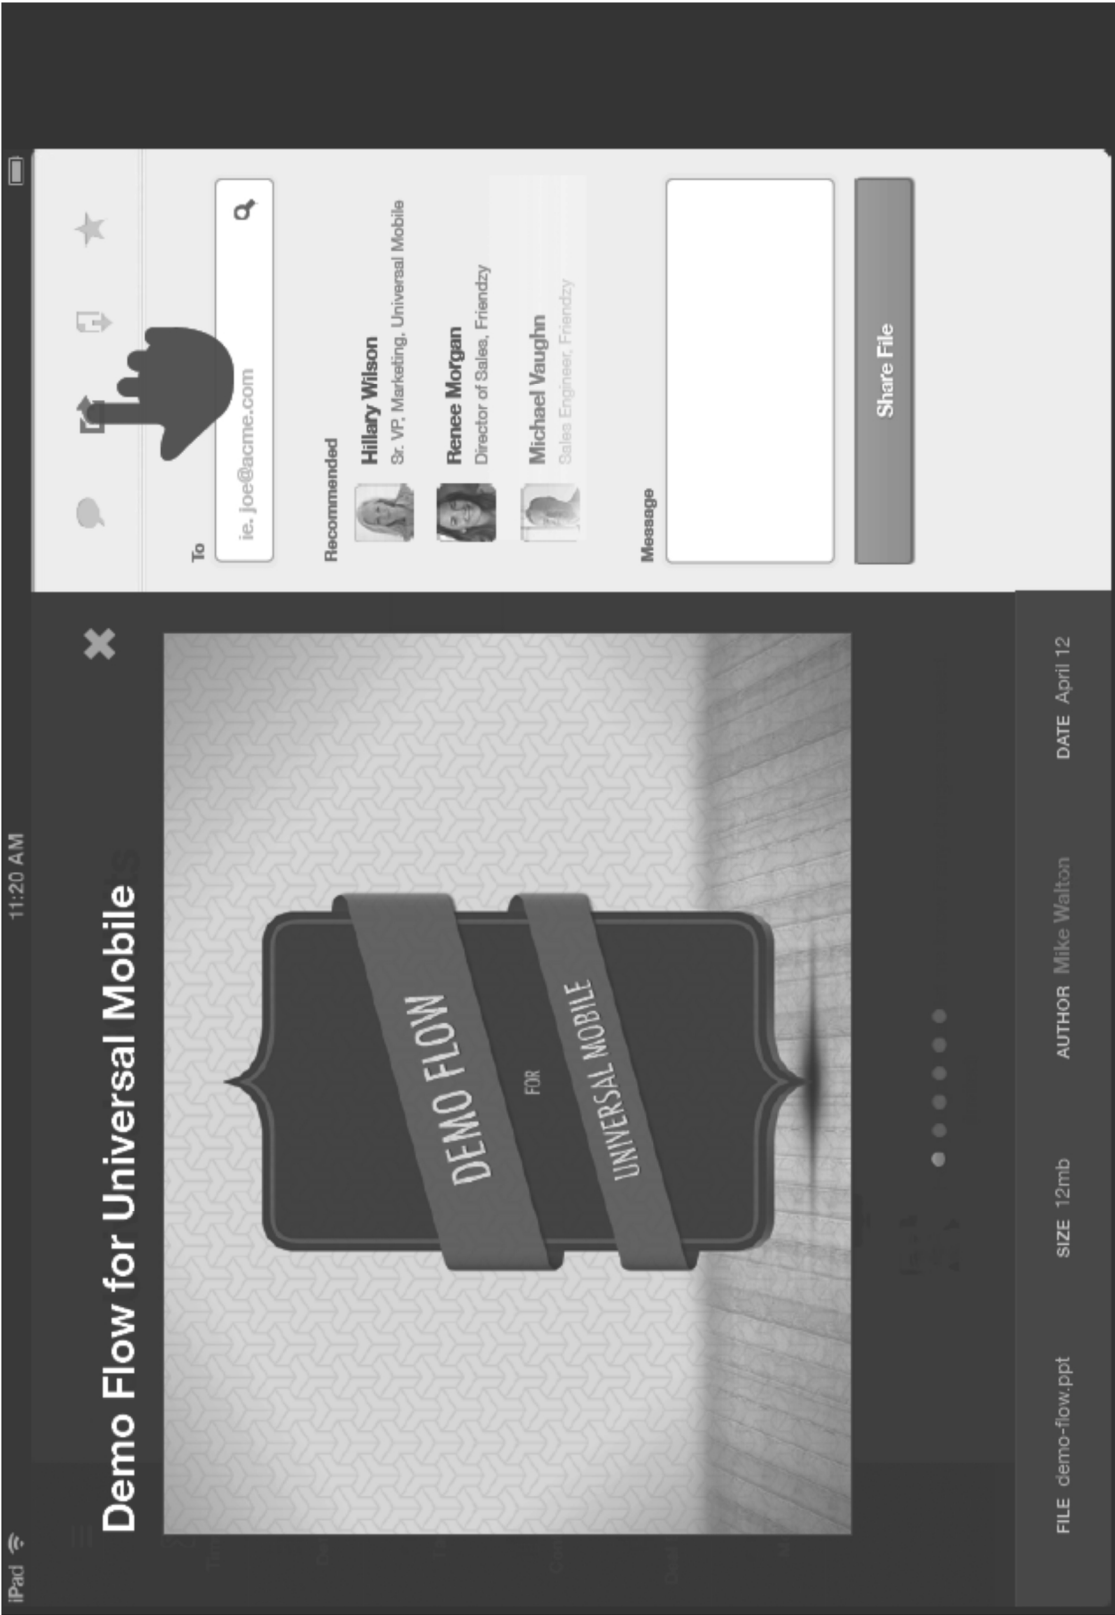 iPad
11:20 AM
Demo Flow for Universal Mobile
DEMO FLOW
FOR
UNIVERSAL MOBILE
FILE demo-flow.ppt
SIZE 12mb
AUTHOR Mike Walton
DATE April 12
To
ie. joe@acme.com
Recommended
Hillary Wilson
Sr. VP, Marketing, Universal Mobile
Renee Morgan
Director of Sales, Friendzy
Michael Vaughn
Sales Engineer, Friendzy
Message
Share File